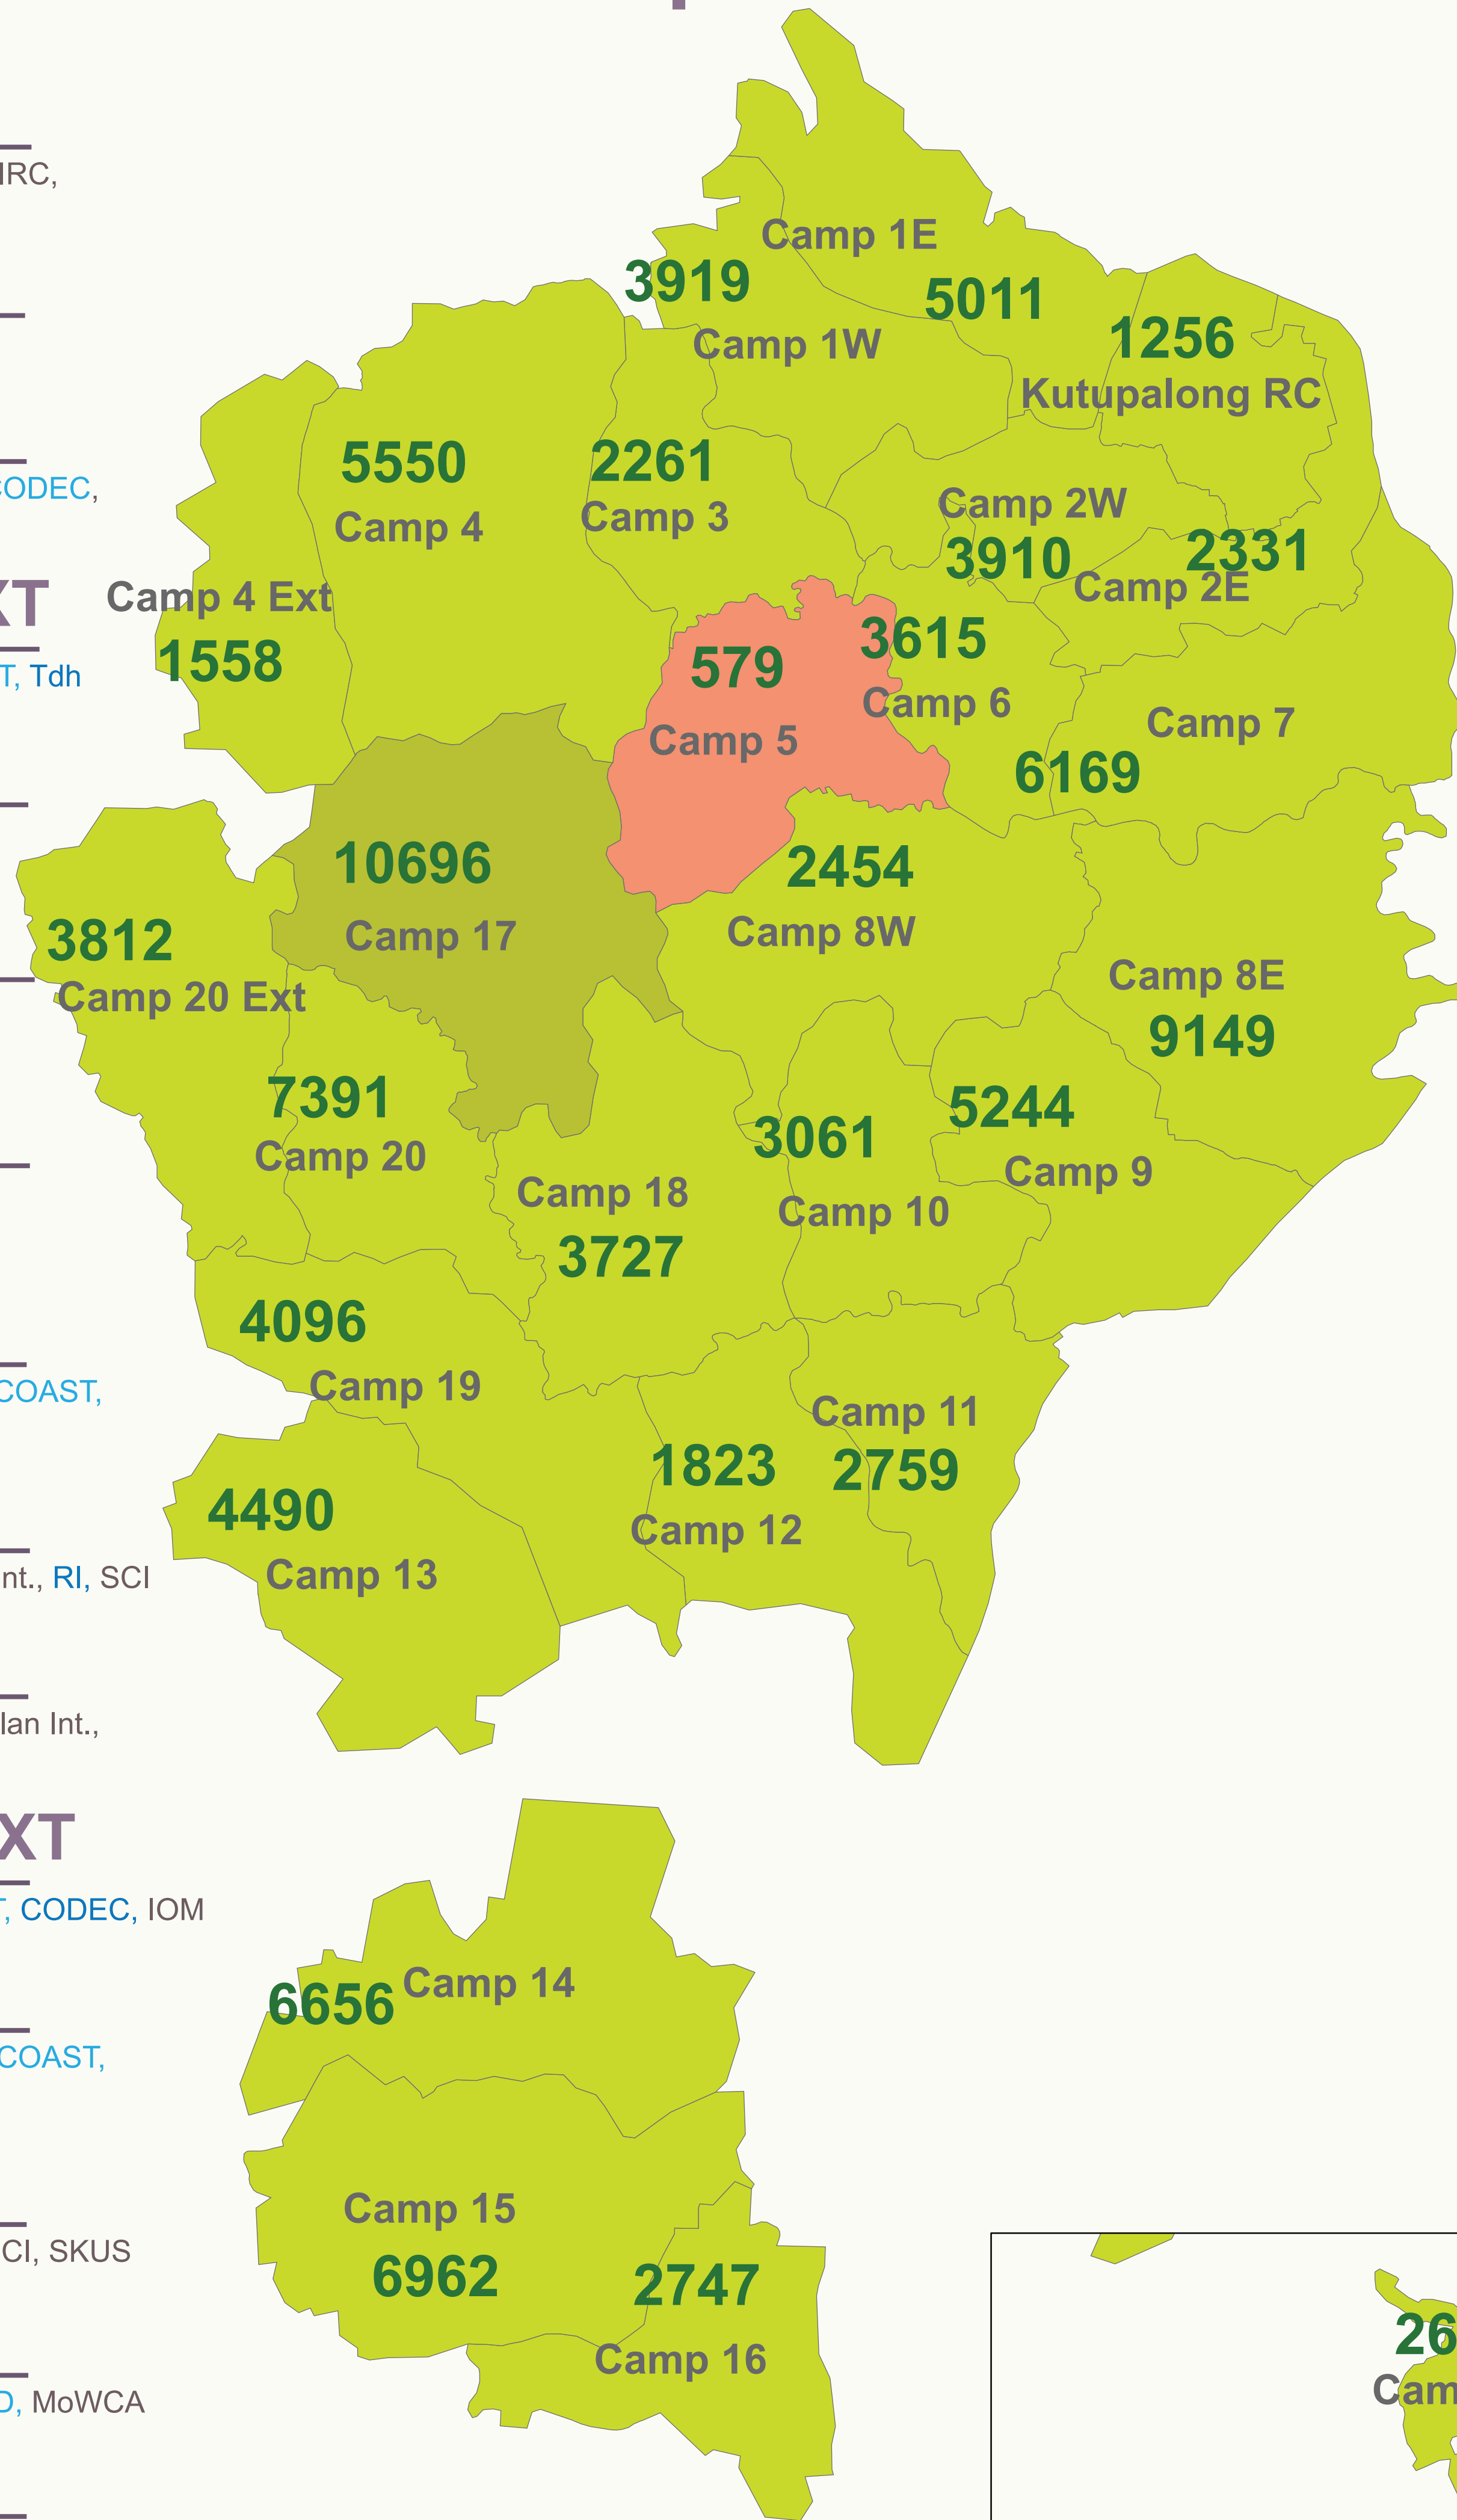 IRC,
Camp 1E
3919
5011
1256
Camp 1W
Kutupalong RC
5550
2261
CODEC,
Camp 4
Camp 3
Camp 2W
3910
2331
Camp 2E
XT
Camp 4 Ext
1558
T, Tdh
579
3615
Camp 6
Camp 5
Camp 7
6169
10696
2454
3812
Camp 17
Camp 8W
Camp 20 Ext
Camp 8E
9149
7391
5244
3061
Camp 20
Camp 9
Camp 18
Camp 10
3727
4096
COAST,
Camp 19
Camp 11
1823
2759
4490
Camp 12
nt., RI, SCI
Camp 13
lan Int.,
XT
, CODEC, IOM
Camp 14
6656
COAST,
Camp 15
CI, SKUS
6962
2747
Camp 16
26
Cam
D, MoWCA